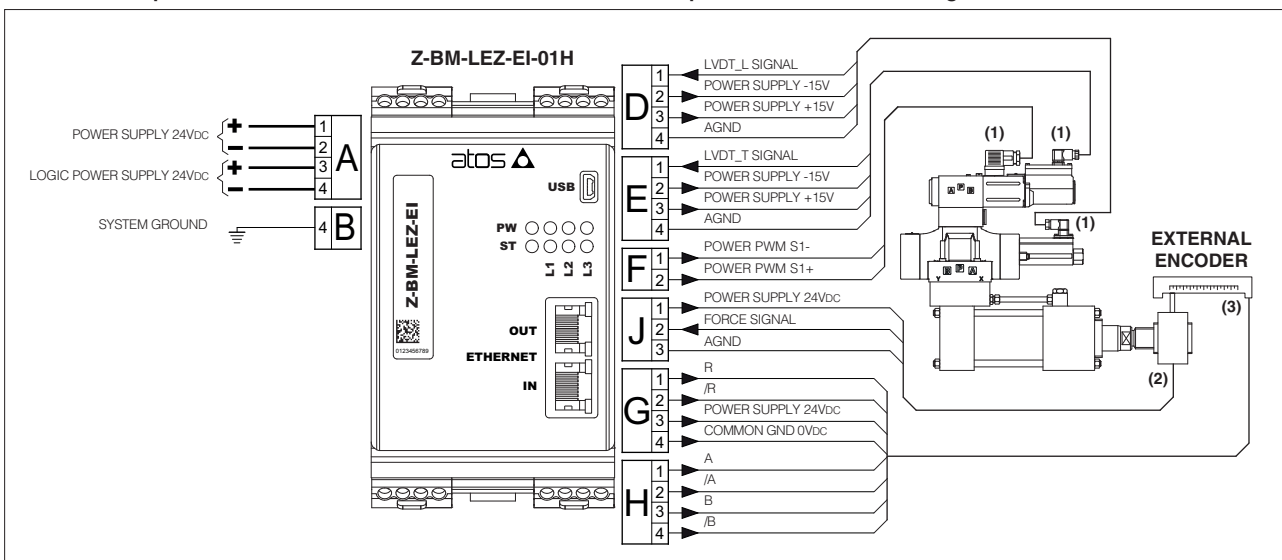 Z-BM-LEZ-EI-01H
POWER SUPPLY 24VDC
+
-
LOGIC POWER SUPPLY 24VDC
+
-
1
2
3
4
A
SYSTEM GROUND
4
B
atos
USB
PW
ST
L1
L2
L3
Z-BM-LEZ-EI
0123456789
OUT
ETHERNET
IN
D
1
LVDT_L SIGNAL
2
POWER SUPPLY -15V
3
POWER SUPPLY +15V
4
AGND
E
1
LVDT_T SIGNAL
2
POWER SUPPLY -15V
3
POWER SUPPLY +15V
4
AGND
F
1
POWER PWM S1-
2
POWER PWM S1+
J
1
POWER SUPPLY 24VDC
2
FORCE SIGNAL
3
AGND
G
1
R
2
/R
3
POWER SUPPLY 24VDC
4
COMMON GND 0VDC
H
1
A
2
/A
3
B
4
/B
(1)
(1)
(1)
A P B
B P A
Y
X
EXTERNAL
ENCODER
(2)
(3)